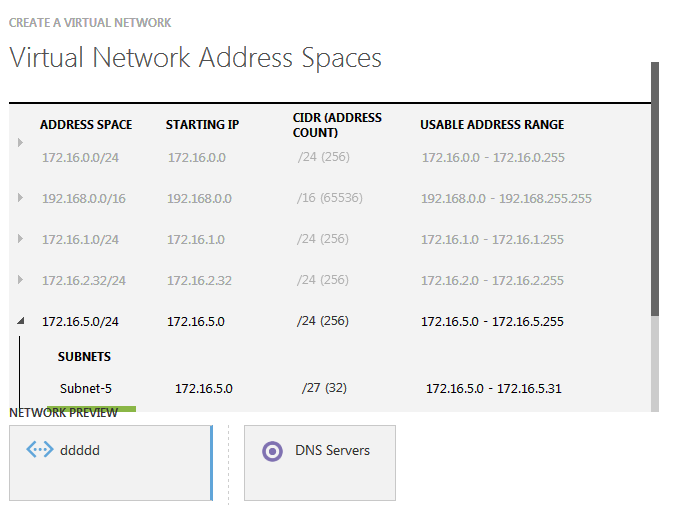 CREATE A VIRTUAL NETWORK
Virtual Network Address Spaces
ADDRESS SPACE STARTING IP CIDR (ADDRESS COUNT) USABLE ADDRESS RANGE
172.16.0.0/24 172.16.0.0 /24 (256) 172.16.0.0 - 172.16.0.255
192.168.0.0/16 192.168.0.0 /16 (65536) 192.168.0.0 - 192.168.255.255
172.16.1.0/24 172.16.1.0 /24 (256) 172.16.1.0 - 172.16.1.255
172.16.2.32/24 172.16.2.32 /24 (256) 172.16.2.0 - 172.16.2.255
172.16.5.0/24 172.16.5.0 /24 (256) 172.16.5.0 - 172.16.5.255
SUBNETS
Subnet-5 172.16.5.0 /27 (32) 172.16.5.0 - 172.16.5.31
NETWORK PREVIEW
ddddd DNS Servers